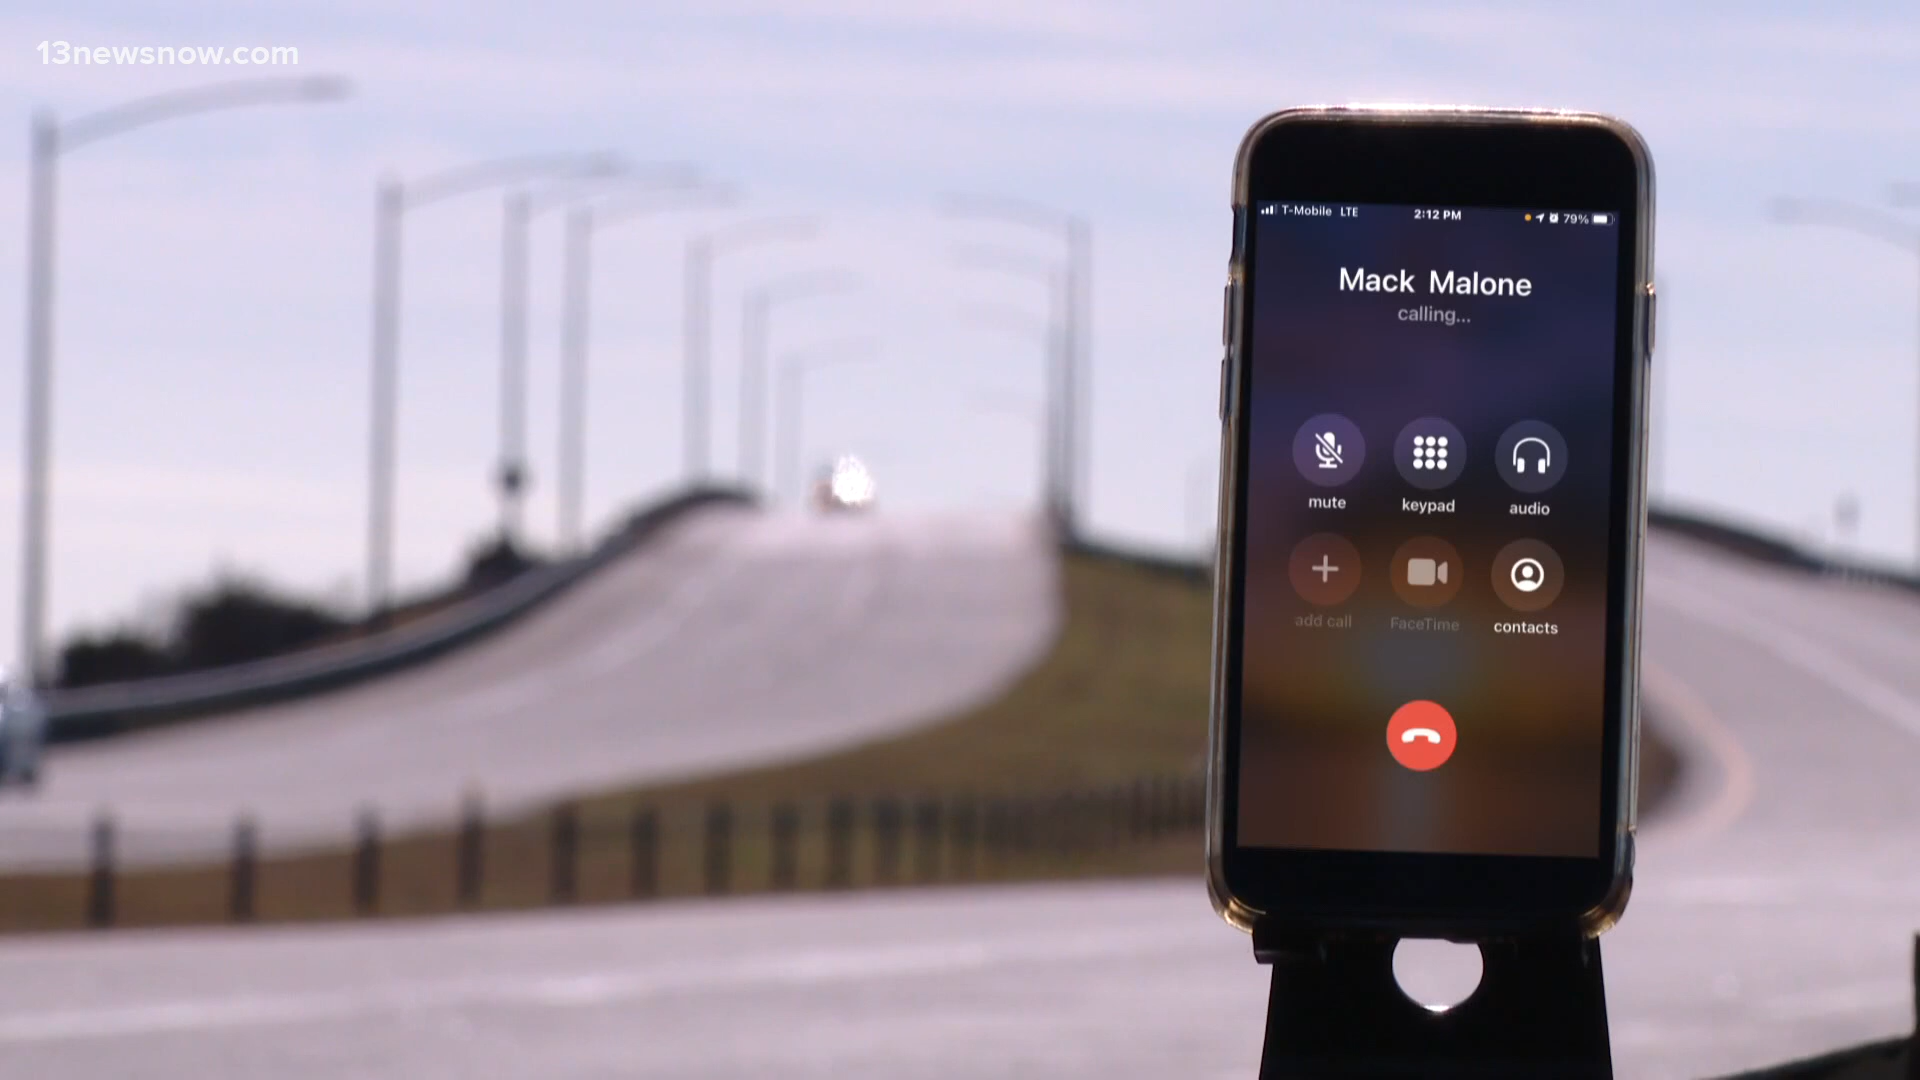 13newsnow.com
T-Mobile LTE 2:12 PM 79%
Mack Malone
calling...
mute keypad audio
add call FaceTime contacts